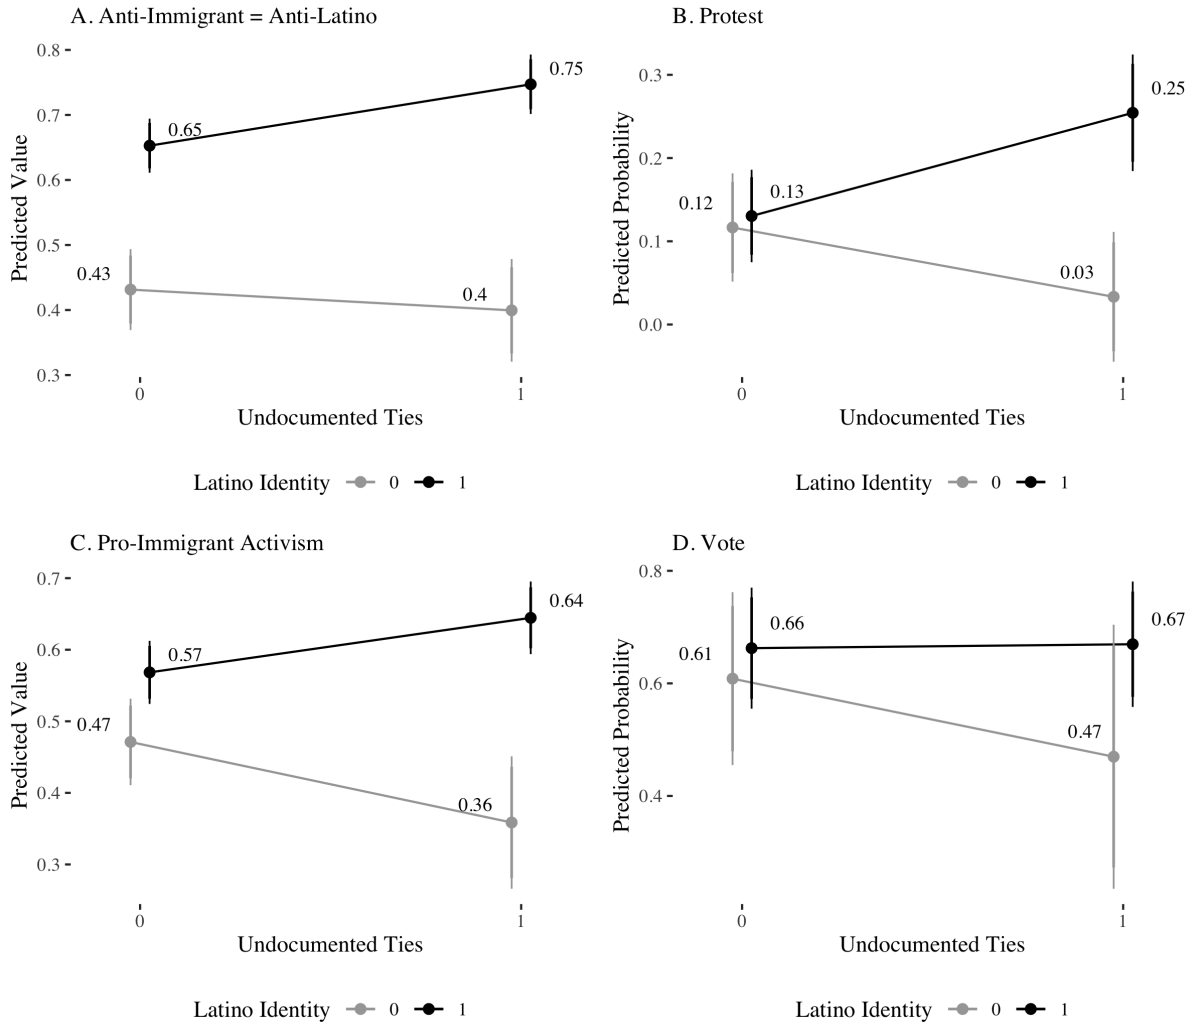 A. Anti-Immigrant = Anti-Latino
0.8
0.7
0.6
0.5
0.4
0.3
Predicted Value
0.65
0.75
0.43
0.4
0
1
Undocumented Ties
Latino Identity 0 1
B. Protest
0.3
0.2
0.1
0.0
Predicted Probability
0.12
0.13
0.25
0.03
0
1
Undocumented Ties
Latino Identity 0 1
C. Pro-Immigrant Activism
0.7
0.6
0.5
0.4
0.3
Predicted Value
0.57
0.64
0.47
0.36
0
1
Undocumented Ties
Latino Identity 0 1
D. Vote
0.8
0.6
0.4
Predicted Probability
0.61
0.66
0.67
0.47
0
1
Undocumented Ties
Latino Identity 0 1